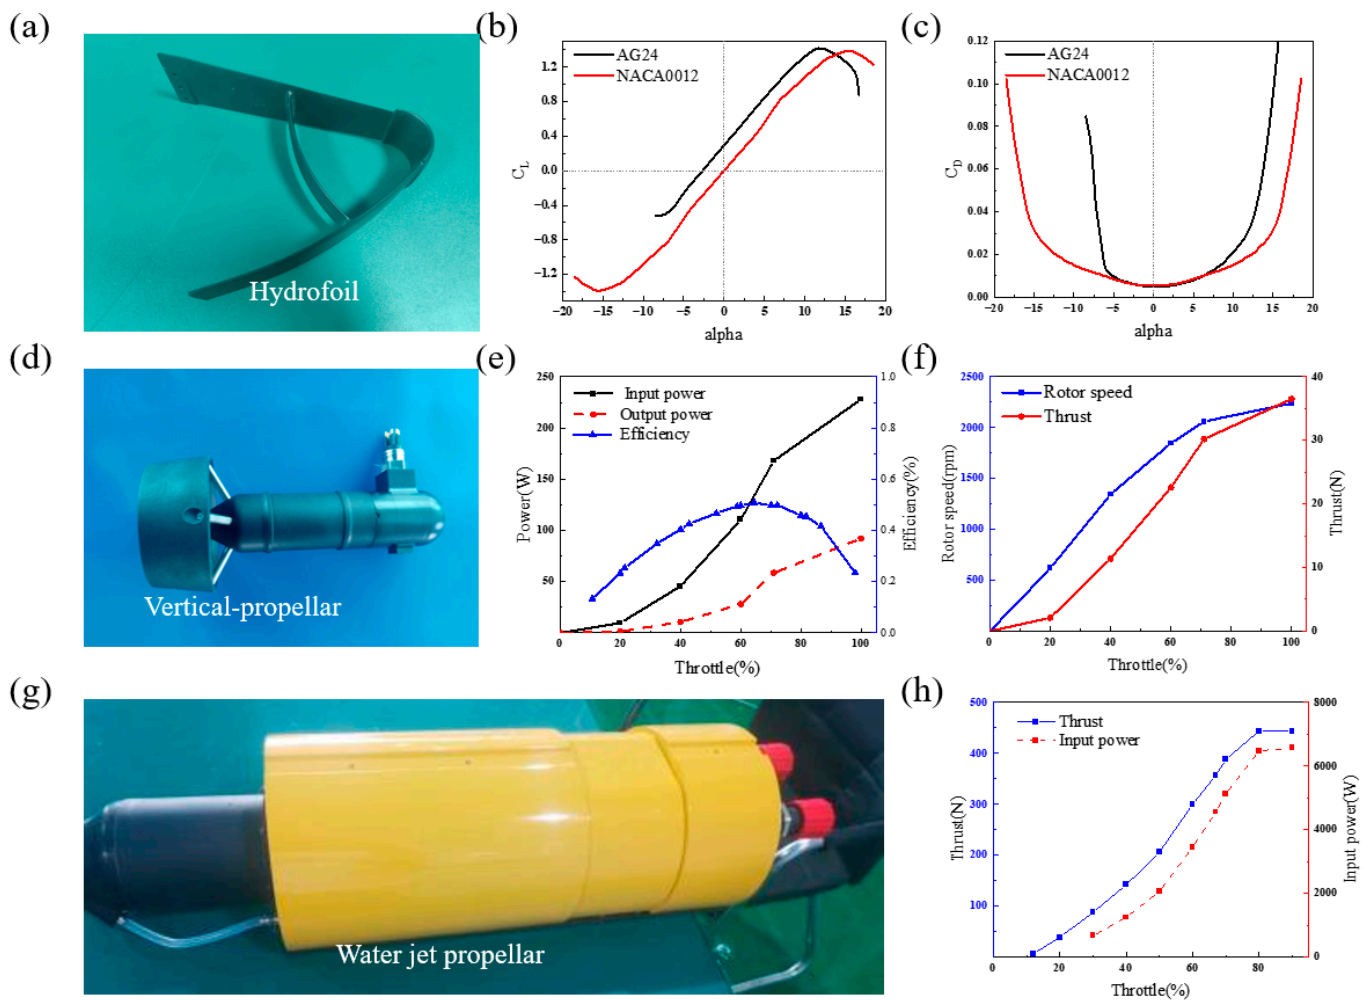 (a)
Hydrofoil
(b)
AG24
NACA0012
C_L
1.2
0.8
0.4
0.0
−0.4
−0.8
−1.2
−20 −15 −10 −5 0 5 10 15 20
alpha
(c)
AG24
NACA0012
C_D
0.12
0.10
0.08
0.06
0.04
0.02
0.00
−20 −15 −10 −5 0 5 10 15 20
alpha
(d)
Vertical-propellar
(e)
Input power
Output power
Efficiency
Power(W)
250
200
150
100
50
Efficiency(%)
1.0
0.8
0.6
0.4
0.2
0.0
0 20 40 60 80 100
Throttle(%)
(f)
Rotor speed
Thrust
Rotor speed(rpm)
2500
2000
1500
1000
500
0
Thrust(N)
40
30
20
10
0
0 20 40 60 80 100
Throttle(%)
(g)
Water jet propellar
(h)
Thrust
Input power
Thrust(N)
500
400
300
200
100
Input power(W)
8000
6000
4000
2000
0
0 20 40 60 80
Throttle(%)